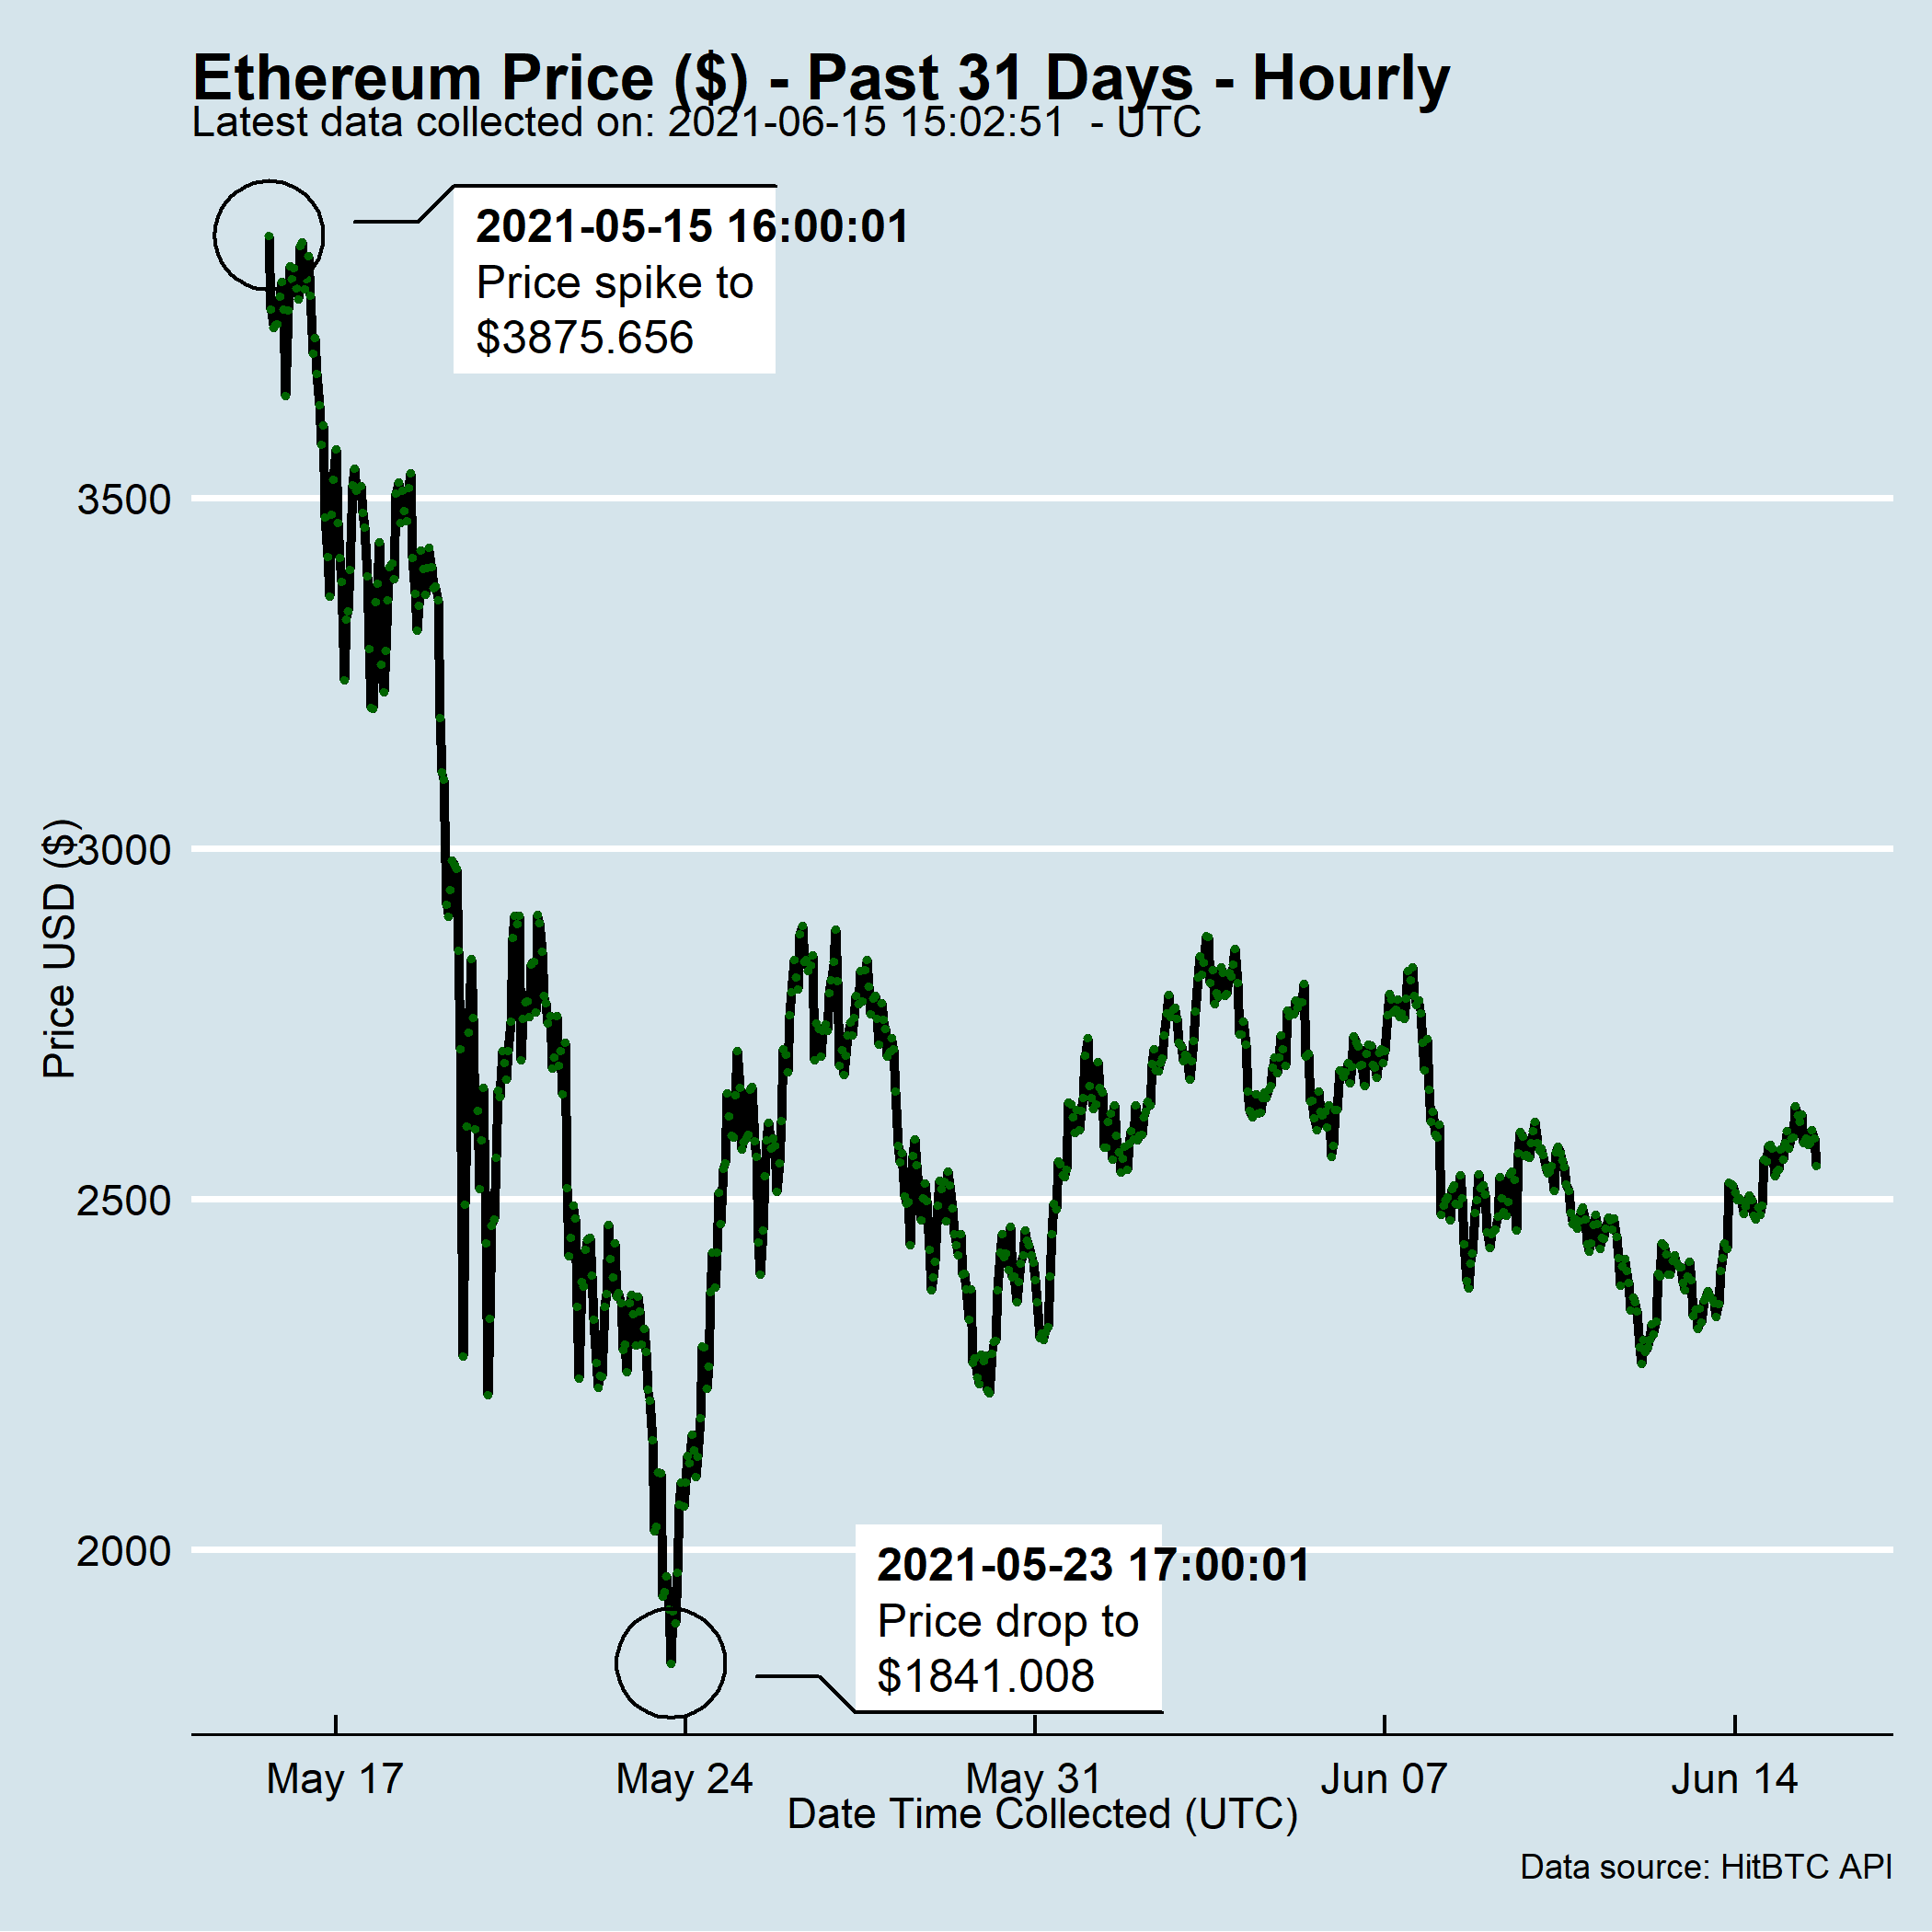 Ethereum Price ($) - Past 31 Days - Hourly
Latest data collected on: 2021-06-15 15:02:51  - UTC
2021-05-15 16:00:01
Price spike to
$3875.656
3500
3000
2500
2000
Price USD ($)
2021-05-23 17:00:01
Price drop to
$1841.008
May 17
May 24
May 31
Jun 07
Jun 14
Date Time Collected (UTC)
Data source: HitBTC API